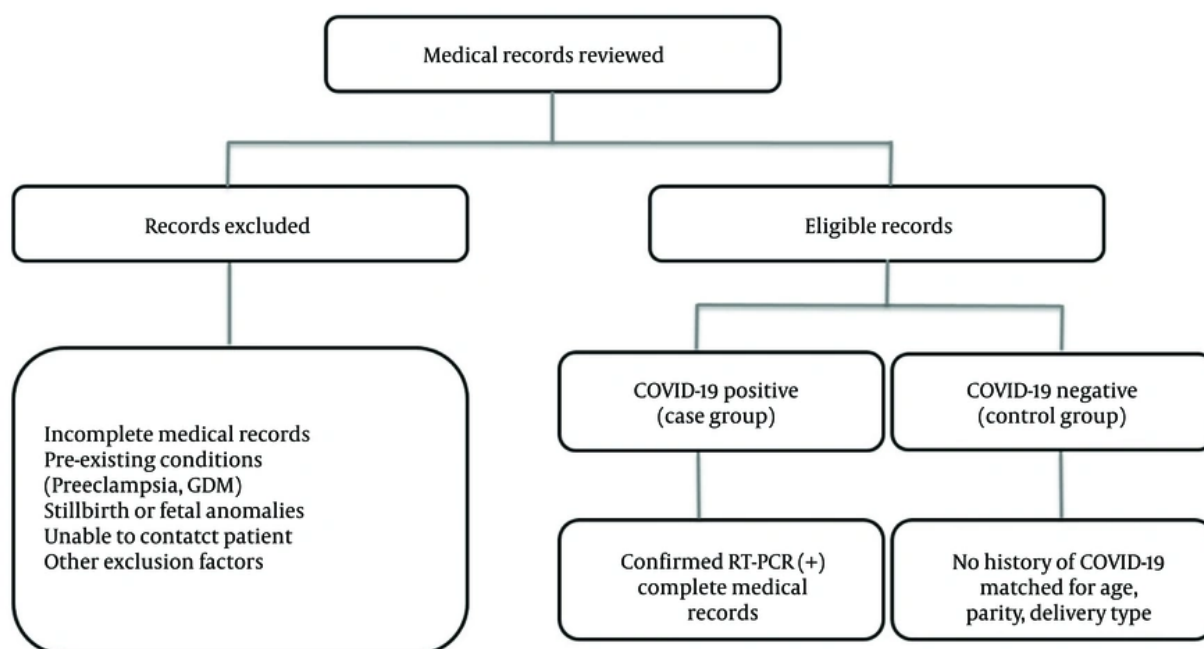 Medical records reviewed
Records excluded
Eligible records
Incomplete medical records
Pre-existing conditions
(Preeclampsia, GDM)
Stillbirth or fetal anomalies
Unable to contatct patient
Other exclusion factors
COVID-19 positive
(case group)
COVID-19 negative
(control group)
Confirmed RT-PCR (+)
complete medical
records
No history of COVID-19
matched for age,
parity, delivery type